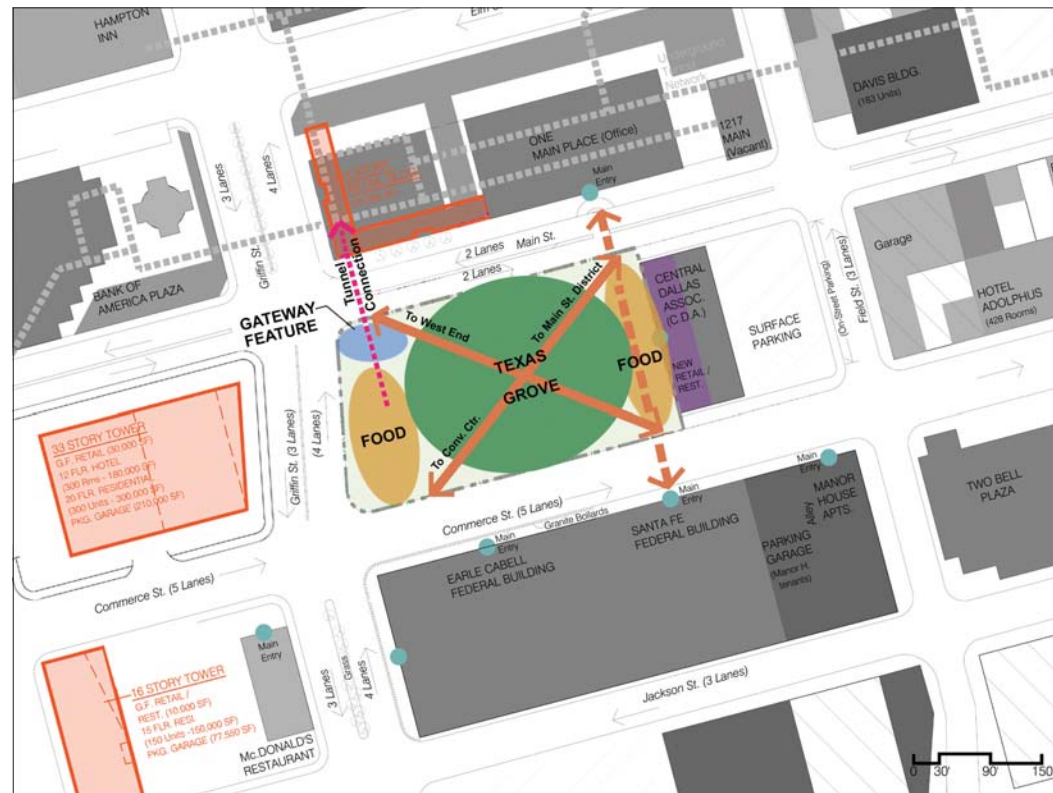 HAMPTON
INN
Elm
Underground
Tunnel
Network
DAVIS BLDG.
(183 Units)
ONE
MAIN PLACE (Office)
1217
MAIN
(Vacant)
Main
Entry
3 Lanes
4 Lanes
Griffin St.
2 Lanes
Main St.
2 Lanes
BANK OF
AMERICA PLAZA
Tunnel
Connection
GATEWAY
FEATURE
To West End
To Main St. District
TEXAS
GROVE
To Conv. Ctr.
FOOD
FOOD
CENTRAL
DALLAS
ASSOC.
(C.D.A.)
NEW
RETAIL /
REST.
SURFACE
PARKING
(On-Street Parking)
Field St. (3 Lanes)
Garage
HOTEL
ADOLPHUS
(428 Rooms)
33 STORY TOWER
G.F. RETAIL (30,000 SF)
12 FLR. HOTEL
(300 Rms - 180,000 SF)
20 FLR. RESIDENTIAL
(300 Units - 300,000 SF)
PKG. GARAGE (210,000 SF)
Griffin St. (3 Lanes)
(4 Lanes)
Commerce St. (5 Lanes)
Granite Bollards
Main
Entry
Main
Entry
Main
Entry
EARLE CABELL
FEDERAL BUILDING
SANTA FE
FEDERAL BUILDING
PARKING
GARAGE
(Manor H.
tenants)
Alley
MANOR
HOUSE
APTS.
TWO BELL
PLAZA
Commerce St. (5 Lanes)
Main
Entry
3 Lanes
Grass
4 Lanes
Jackson St. (3 Lanes)
16 STORY TOWER
G.F. RETAIL /
REST. (10,000 SF)
15 FLR. RESI.
(150 Units -150,000 SF)
PKG. GARAGE (77,550 SF)
Mc.DONALD'S
RESTAURANT
0 30' 90' 150'